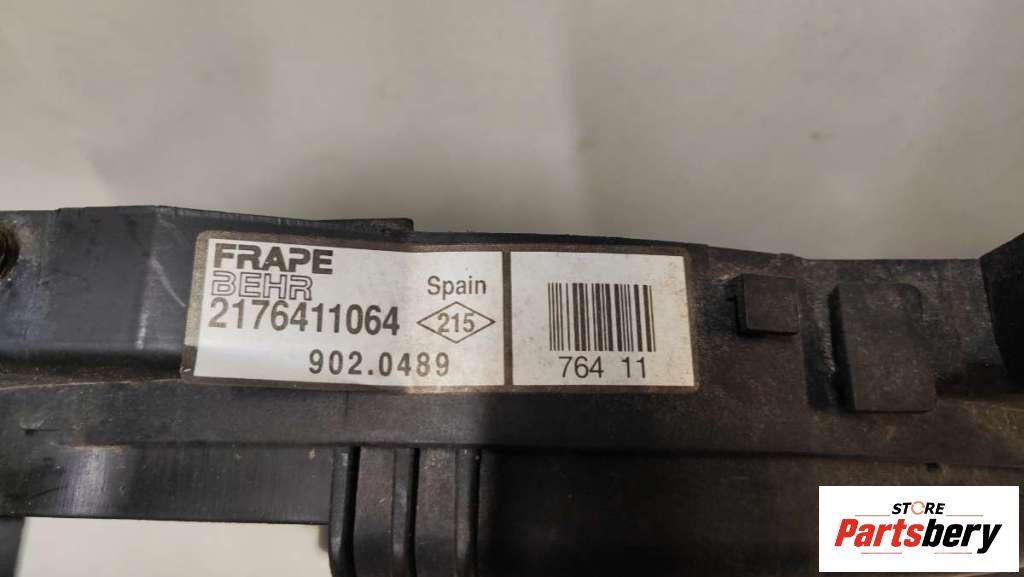 FRAPE
BEHR
2176411064
902.0489
Spain
215
764 11
STORE
Partsbery